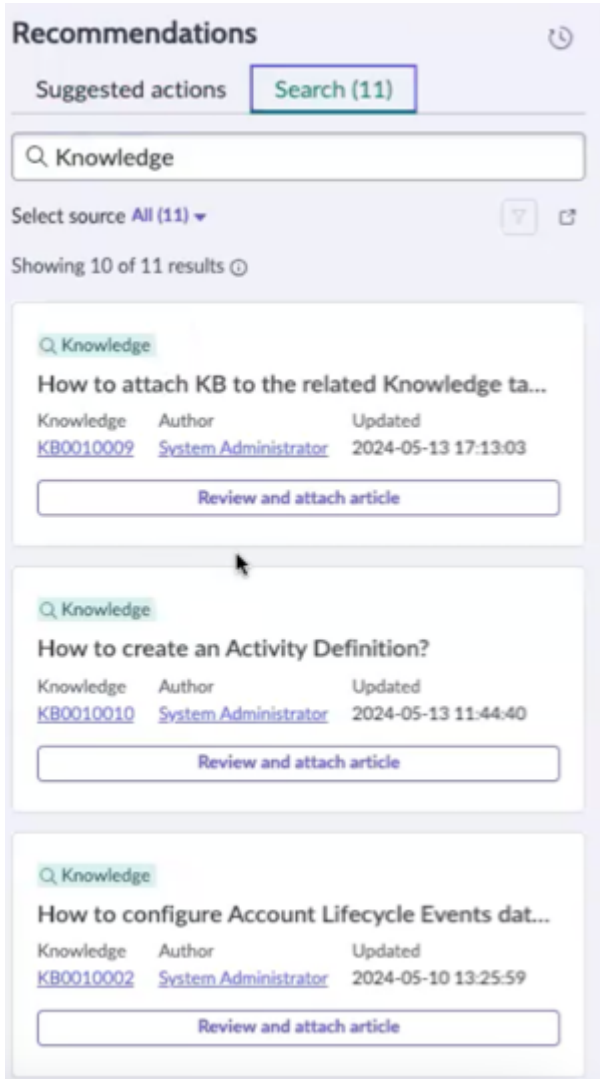 Recommendations
Suggested actions
Search (11)
Knowledge
Select source All (11)
Showing 10 of 11 results
Knowledge
How to attach KB to the related Knowledge ta...
Knowledge Author Updated
KB0010009 System Administrator 2024-05-13 17:13:03
Review and attach article
Knowledge
How to create an Activity Definition?
Knowledge Author Updated
KB0010010 System Administrator 2024-05-13 11:44:40
Review and attach article
Knowledge
How to configure Account Lifecycle Events dat...
Knowledge Author Updated
KB0010002 System Administrator 2024-05-10 13:25:59
Review and attach article